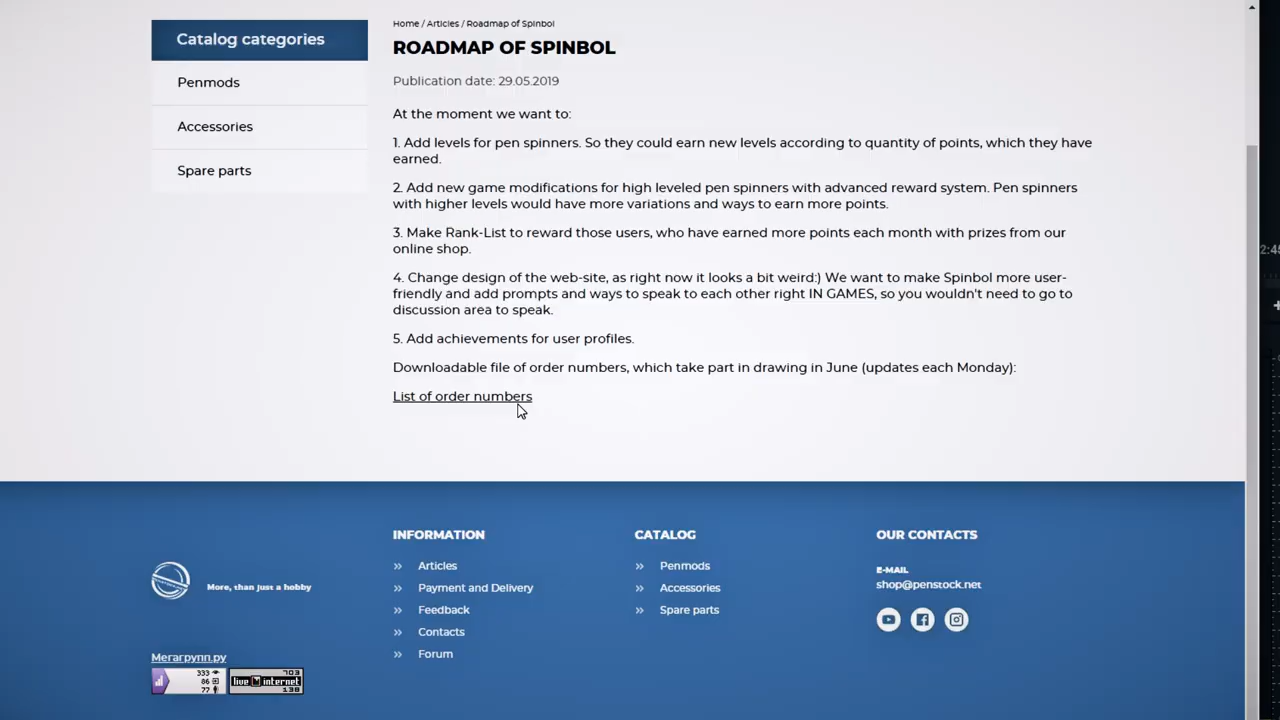 Home / Articles / Roadmap of Spinbol
Catalog categories
ROADMAP OF SPINBOL
Publication date: 29.05.2019
Penmods
Accessories
Spare parts
At the moment we want to:
1. Add levels for pen spinners. So they could earn new levels according to quantity of points, which they have
earned.
2. Add new game modifications for high leveled pen spinners with advanced reward system. Pen spinners
with higher levels would have more variations and ways to earn more points.
3. Make Rank-List to reward those users, who have earned more points each month with prizes from our
online shop.
4. Change design of the web-site, as right now it looks a bit weird:) We want to make Spinbol more user-
friendly and add prompts and ways to speak to each other right IN GAMES, so you wouldn't need to go to
discussion area to speak.
5. Add achievements for user profiles.
Downloadable file of order numbers, which take part in drawing in June (updates each Monday):
List of order numbers
More, than just a hobby
INFORMATION
Articles
Payment and Delivery
Feedback
Contacts
Forum
CATALOG
Penmods
Accessories
Spare parts
OUR CONTACTS
E-MAIL
shop@penstock.net
Мегагрупп.ру
333
86
77
live internet
703
138